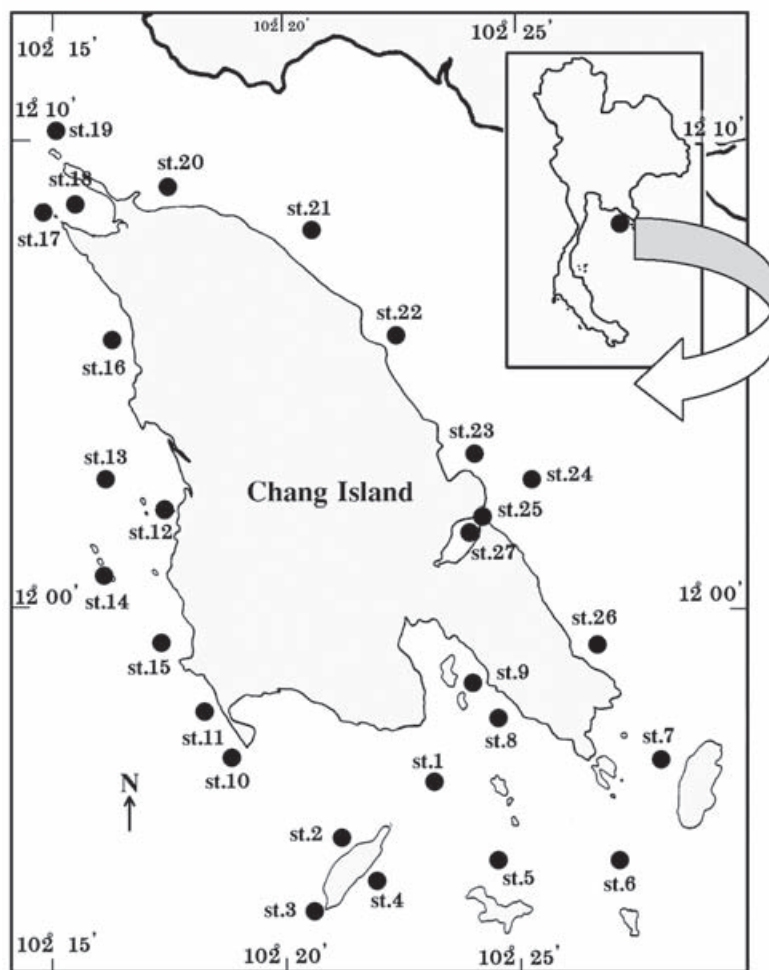 102° 15'
102° 20'
102° 25'
12° 10'
12° 10'
st.19
st.20
st.18
st.17
st.21
st.22
st.16
st.23
st.13
st.24
Chang Island
st.25
st.12
st.27
st.14
12° 00'
12° 00'
st.26
st.15
st.9
st.11
st.8
st.7
st.10
st.1
N
st.2
st.5
st.6
st.4
st.3
102° 15'
102° 20'
102° 25'